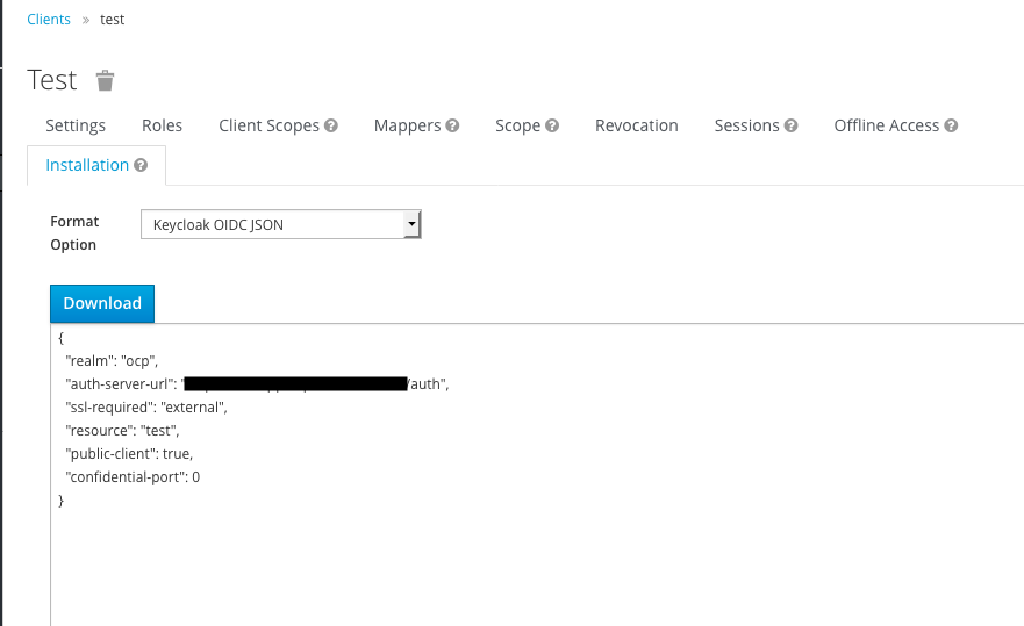 Clients » test
Test
Settings Roles Client Scopes Mappers Scope Revocation Sessions Offline Access
Installation
Format Option
Keycloak OIDC JSON
Download
{
"realm": "ocp",
"auth-server-url": "/auth",
"ssl-required": "external",
"resource": "test",
"public-client": true,
"confidential-port": 0
}